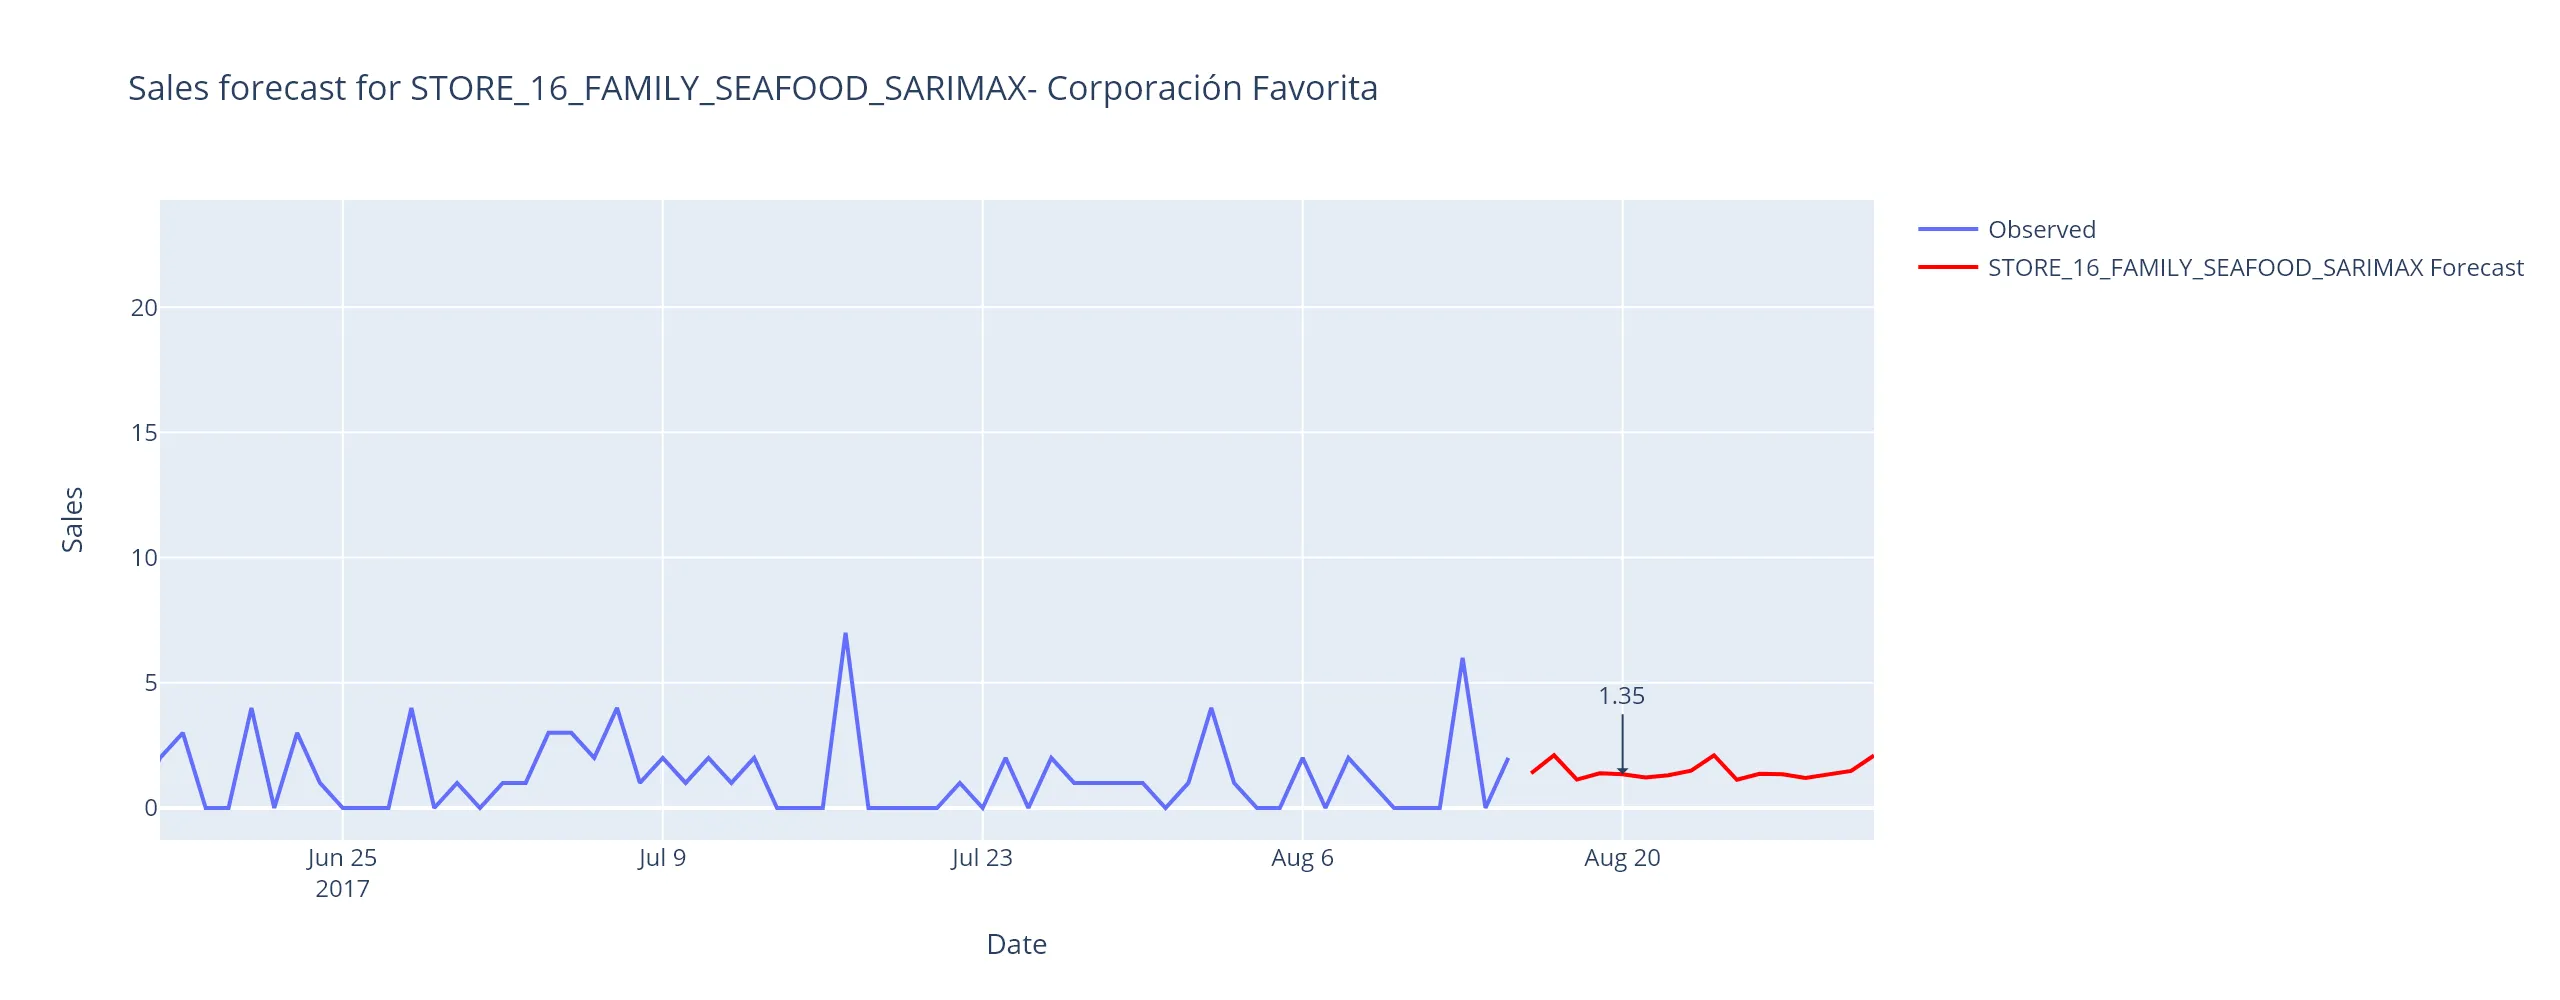 Sales forecast for STORE_16_FAMILY_SEAFOOD_SARIMAX- Corporación Favorita
Observed
STORE_16_FAMILY_SEAFOOD_SARIMAX Forecast
20
15
10
5
0
Sales
1.35
Jun 25
2017
Jul 9
Jul 23
Aug 6
Aug 20
Date